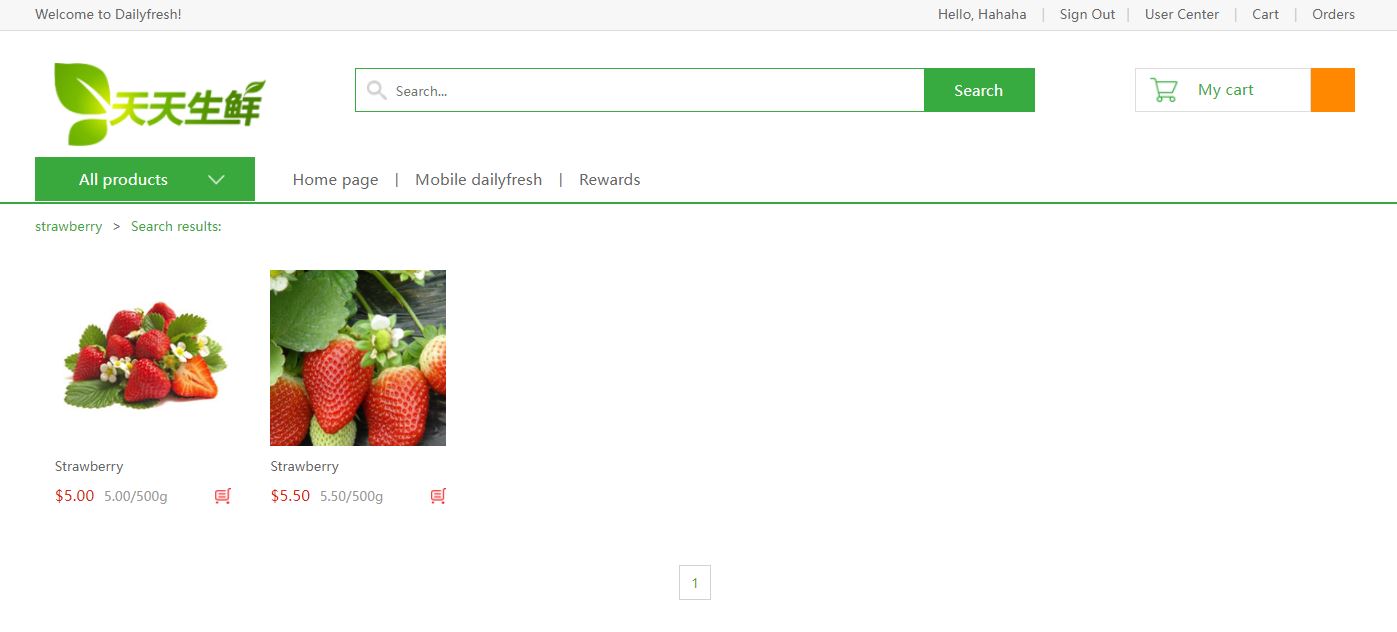 Welcome to Dailyfresh!
Hello, Hahaha | Sign Out | User Center | Cart | Orders
天天生鲜
Search...
Search
My cart
All products
Home page | Mobile dailyfresh | Rewards
strawberry > Search results:
Strawberry
$5.00 5.00/500g
Strawberry
$5.50 5.50/500g
1